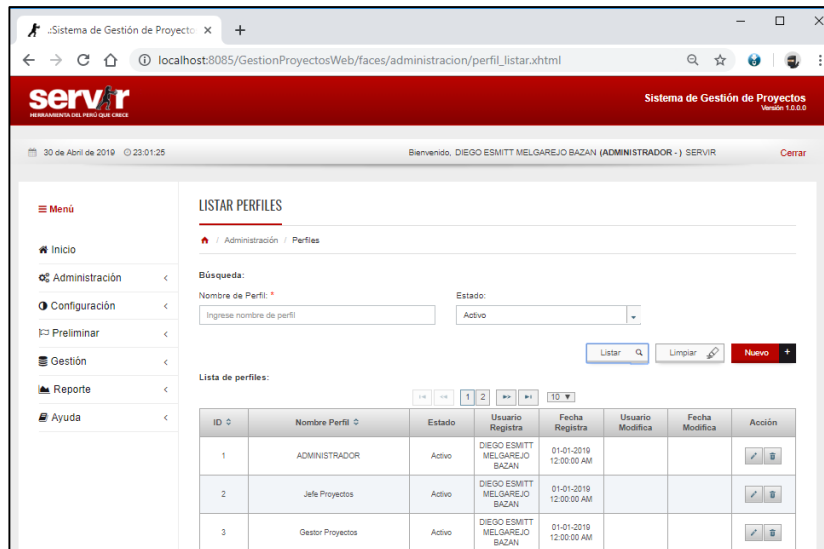 .:Sistema de Gestión de Proyecto
localhost:8085/GestionProyectosWeb/faces/administracion/perfil_listar.xhtml
servir
HERRAMIENTA DEL PERÚ QUE CRECE
Sistema de Gestión de Proyectos
Versión 1.0.0.0
30 de Abril de 2019 23:01:25
Bienvenido, DIEGO ESMITT MELGAREJO BAZAN (ADMINISTRADOR - ) SERVIR
Cerrar
Menú
Inicio
Administración
Configuración
Preliminar
Gestión
Reporte
Ayuda
LISTAR PERFILES
/ Administración / Perfiles
Búsqueda:
Nombre de Perfil: * Estado:
Ingrese nombre de perfil Activo
Listar Limpiar Nuevo +
Lista de perfiles:
1 2 10
ID Nombre Perfil Estado Usuario Registra Fecha Registra Usuario Modifica Fecha Modifica Acción
1 ADMINISTRADOR Activo DIEGO ESMITT MELGAREJO BAZAN 01-01-2019 12:00:00 AM
2 Jefe Proyectos Activo DIEGO ESMITT MELGAREJO BAZAN 01-01-2019 12:00:00 AM
3 Gestor Proyectos Activo DIEGO ESMITT MELGAREJO BAZAN 01-01-2019 12:00:00 AM